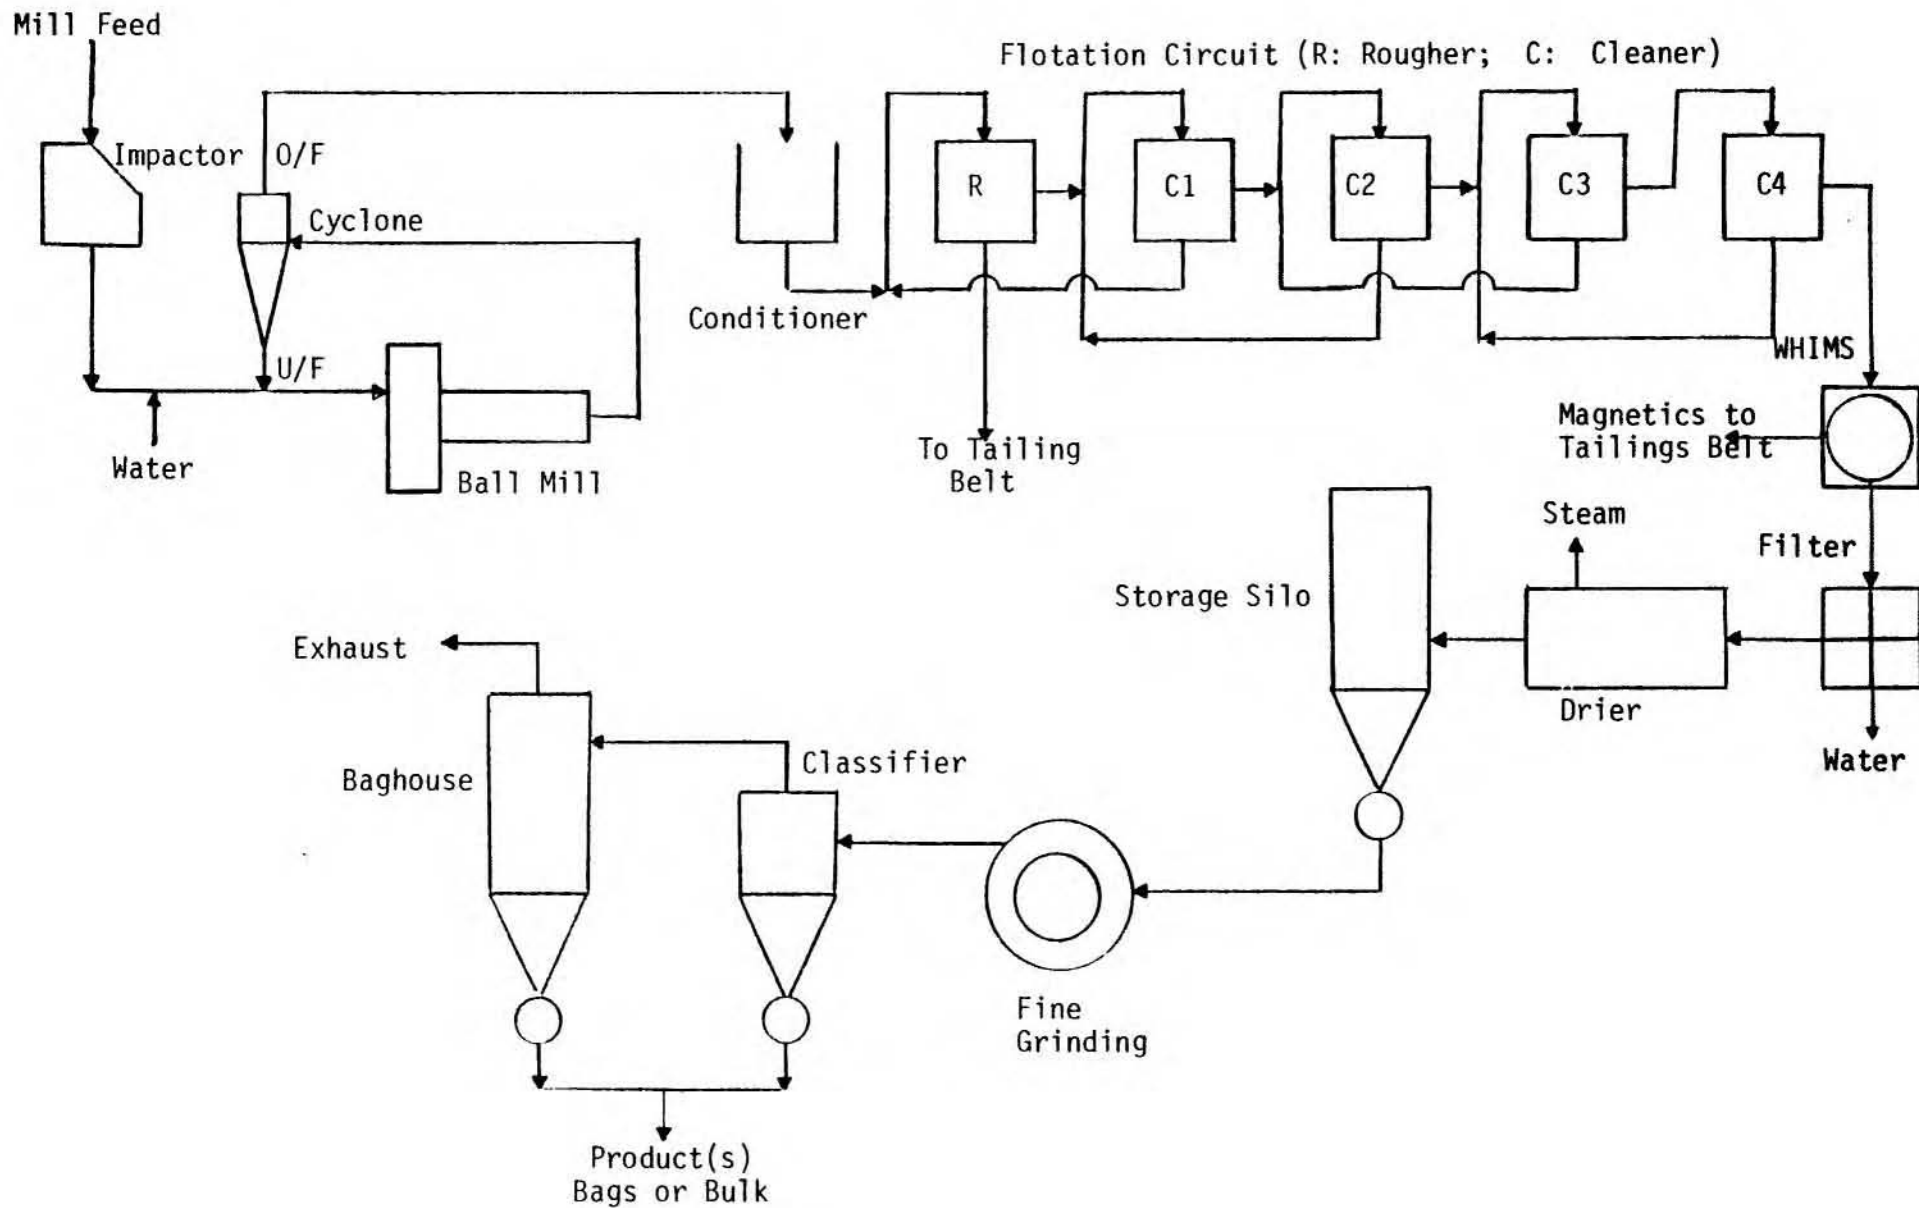 Mill Feed
Flotation Circuit (R: Rougher; C: Cleaner)
Impactor
O/F
Cyclone
R
C1
C2
C3
C4
Conditioner
U/F
Water
Ball Mill
To Tailing
Belt
WHIMS
Magnetics to
Tailings Belt
Steam
Filter
Storage Silo
Drier
Water
Exhaust
Baghouse
Classifier
Fine
Grinding
Product(s)
Bags or Bulk